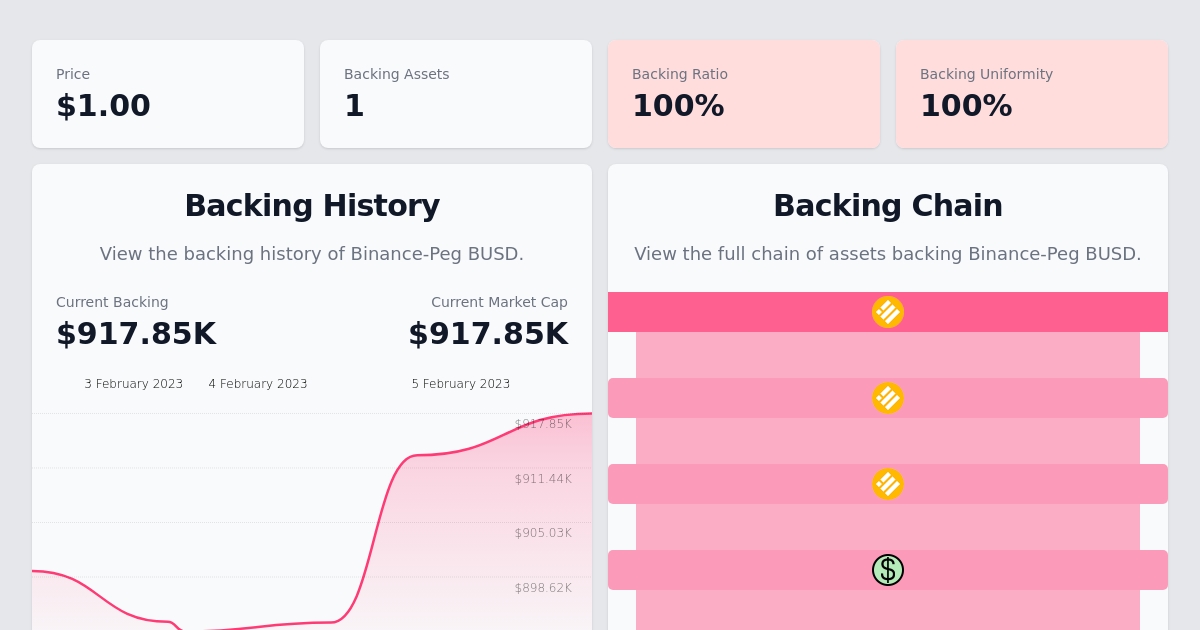 Price
$1.00
Backing Assets
1
Backing Ratio
100%
Backing Uniformity
100%
Backing History
View the backing history of Binance-Peg BUSD.
Current Backing
$917.85K
Current Market Cap
$917.85K
3 February 2023
4 February 2023
5 February 2023
$917.85K
$911.44K
$905.03K
$898.62K
Backing Chain
View the full chain of assets backing Binance-Peg BUSD.
$